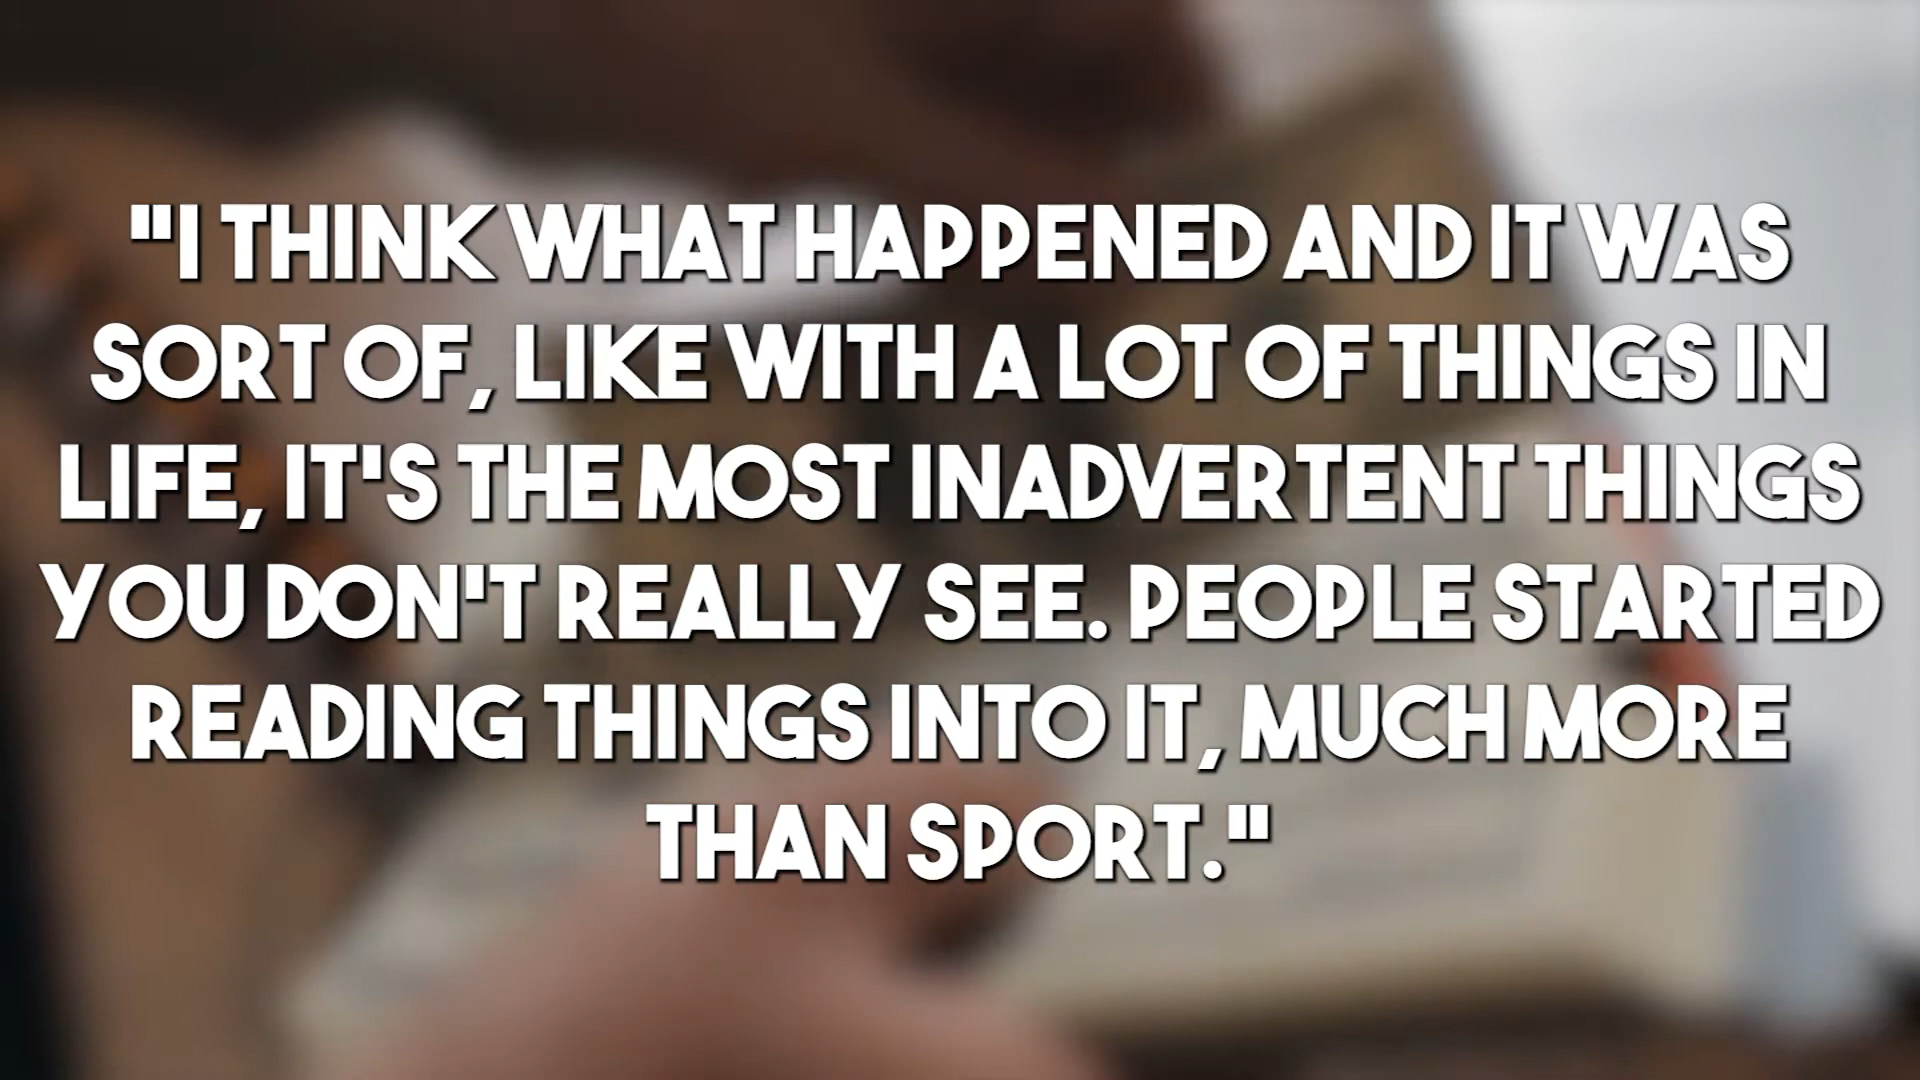 "I THINK WHAT HAPPENED AND IT WAS
SORT OF, LIKE WITH A LOT OF THINGS IN
LIFE, IT'S THE MOST INADVERTENT THINGS
YOU DON'T REALLY SEE. PEOPLE STARTED
READING THINGS INTO IT, MUCH MORE
THAN SPORT."